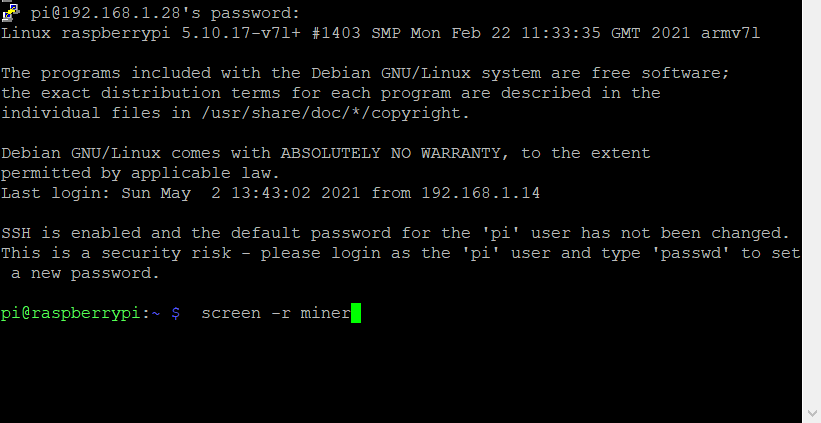 pi@192.168.1.28's password:
Linux raspberrypi 5.10.17-v7l+ #1403 SMP Mon Feb 22 11:33:35 GMT 2021 armv7l
The programs included with the Debian GNU/Linux system are free software;
the exact distribution terms for each program are described in the
individual files in /usr/share/doc/*/copyright.
Debian GNU/Linux comes with ABSOLUTELY NO WARRANTY, to the extent
permitted by applicable law.
Last login: Sun May  2 13:43:02 2021 from 192.168.1.14
SSH is enabled and the default password for the 'pi' user has not been changed.
This is a security risk - please login as the 'pi' user and type 'passwd' to set
 a new password.
pi@raspberrypi:~ $  screen -r miner